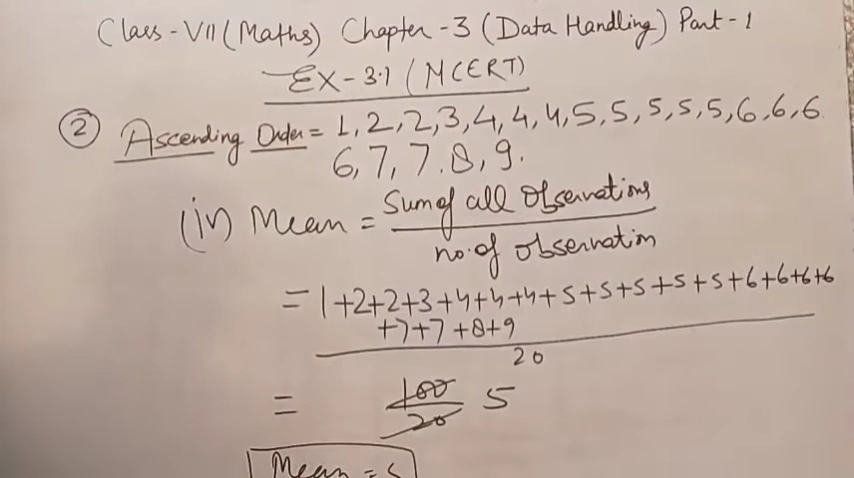 Class - VII (Maths) Chapter - 3 (Data Handling) Part - 1
EX - 3.1 (NCERT)
② Ascending Order = 1, 2, 2, 3, 4, 4, 4, 5, 5, 5, 5, 5, 6, 6, 6
6, 7, 7. 8, 9.
(iv) Mean = Sum of all Observations
no. of observation
= 1+2+2+3+4+4+4+5+5+5+5+5+6+6+6+6
+7+7+8+9
20
= 100 5
20
Mean = 5